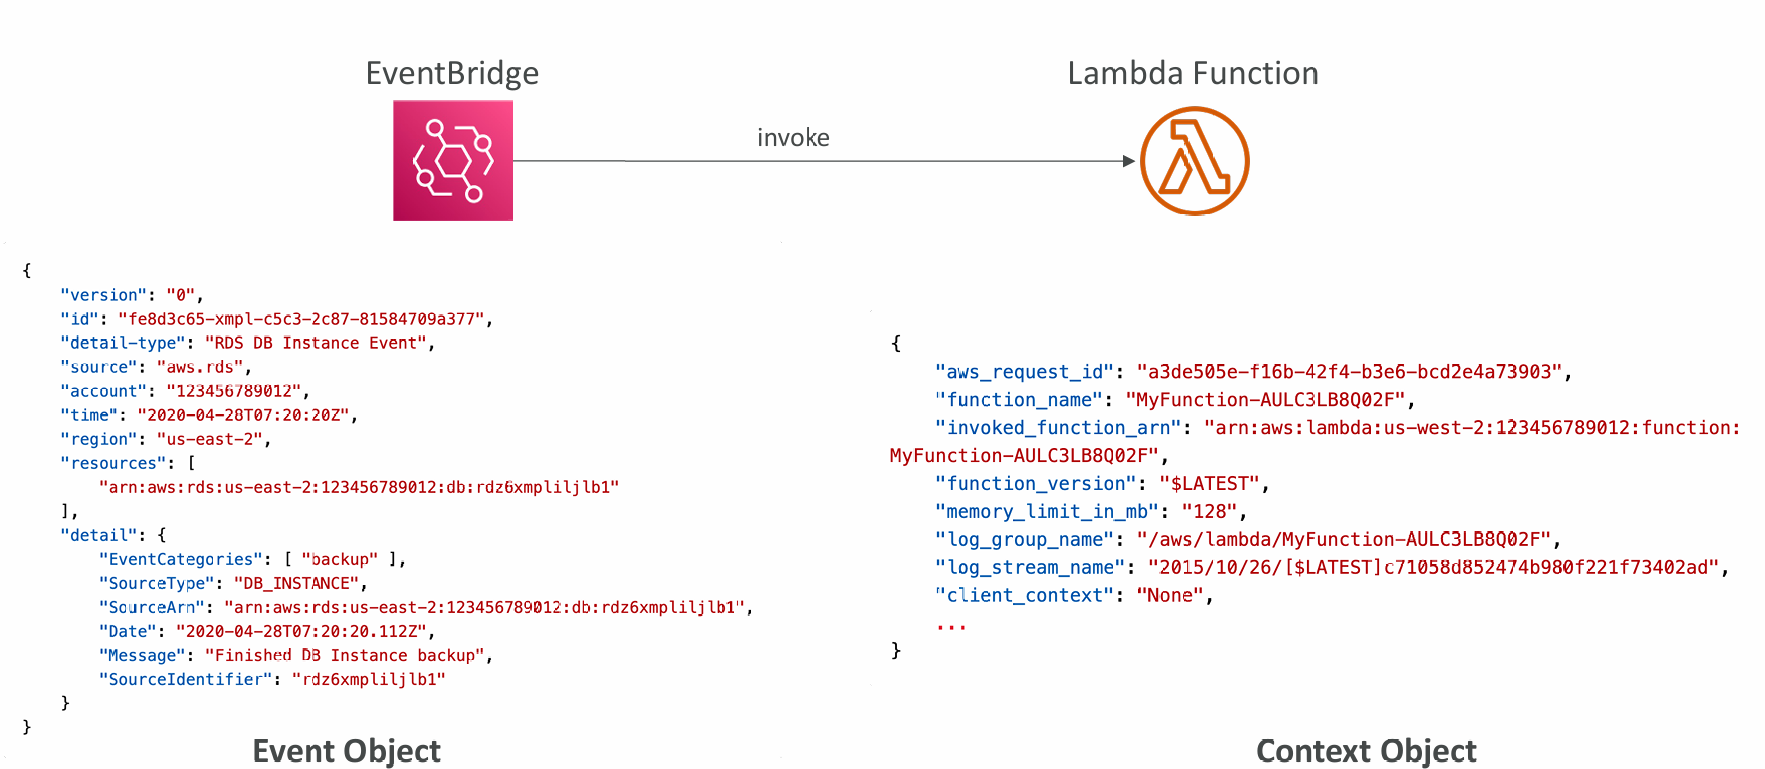 EventBridge
Lambda Function
invoke
{
"version": "0",
"id": "fe8d3c65-xmpl-c5c3-2c87-81584709a377",
"detail-type": "RDS DB Instance Event",
"source": "aws.rds",
"account": "123456789012",
"time": "2020-04-28T07:20:20Z",
"region": "us-east-2",
"resources": [
"arn:aws:rds:us-east-2:123456789012:db:rdz6xmpliljlb1"
],
"detail": {
"EventCategories": [ "backup" ],
"SourceType": "DB_INSTANCE",
"SourceArn": "arn:aws:rds:us-east-2:123456789012:db:rdz6xmpliljlb1",
"Date": "2020-04-28T07:20:20.112Z",
"Message": "Finished DB Instance backup",
"SourceIdentifier": "rdz6xmpliljlb1"
}
}
Event Object
{
"aws_request_id": "a3de505e-f16b-42f4-b3e6-bcd2e4a73903",
"function_name": "MyFunction-AULC3LB8Q02F",
"invoked_function_arn": "arn:aws:lambda:us-west-2:123456789012:function:
MyFunction-AULC3LB8Q02F",
"function_version": "$LATEST",
"memory_limit_in_mb": "128",
"log_group_name": "/aws/lambda/MyFunction-AULC3LB8Q02F",
"log_stream_name": "2015/10/26/[$LATEST]c71058d852474b980f221f73402ad",
"client_context": "None",
...
}
Context Object